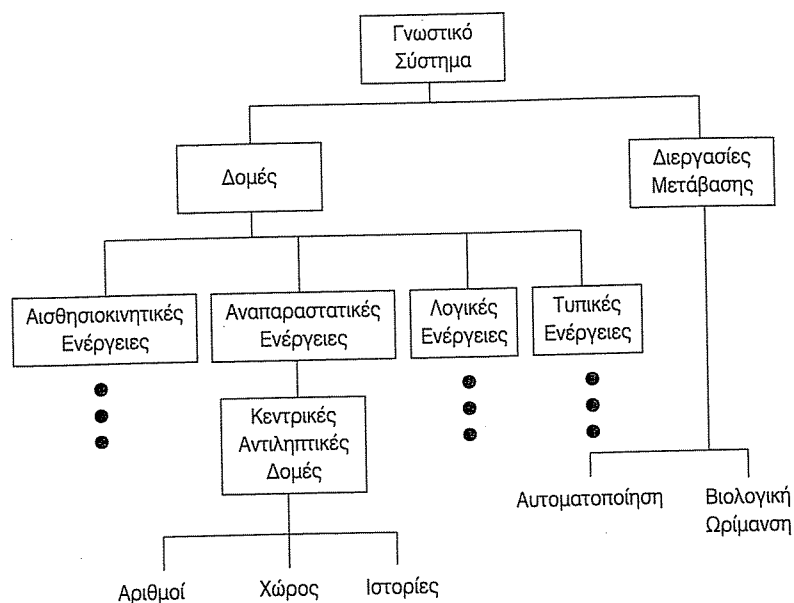 Γνωστικό
Σύστημα
Δομές
Διεργασίες
Μετάβασης
Αισθησιοκινητικές
Ενέργειες
Αναπαραστατικές
Ενέργειες
Λογικές
Ενέργειες
Τυπικές
Ενέργειες
Κεντρικές
Αντιληπτικές
Δομές
Αυτοματοποίηση
Βιολογική
Ωρίμανση
Αριθμοί
Χώρος
Ιστορίες